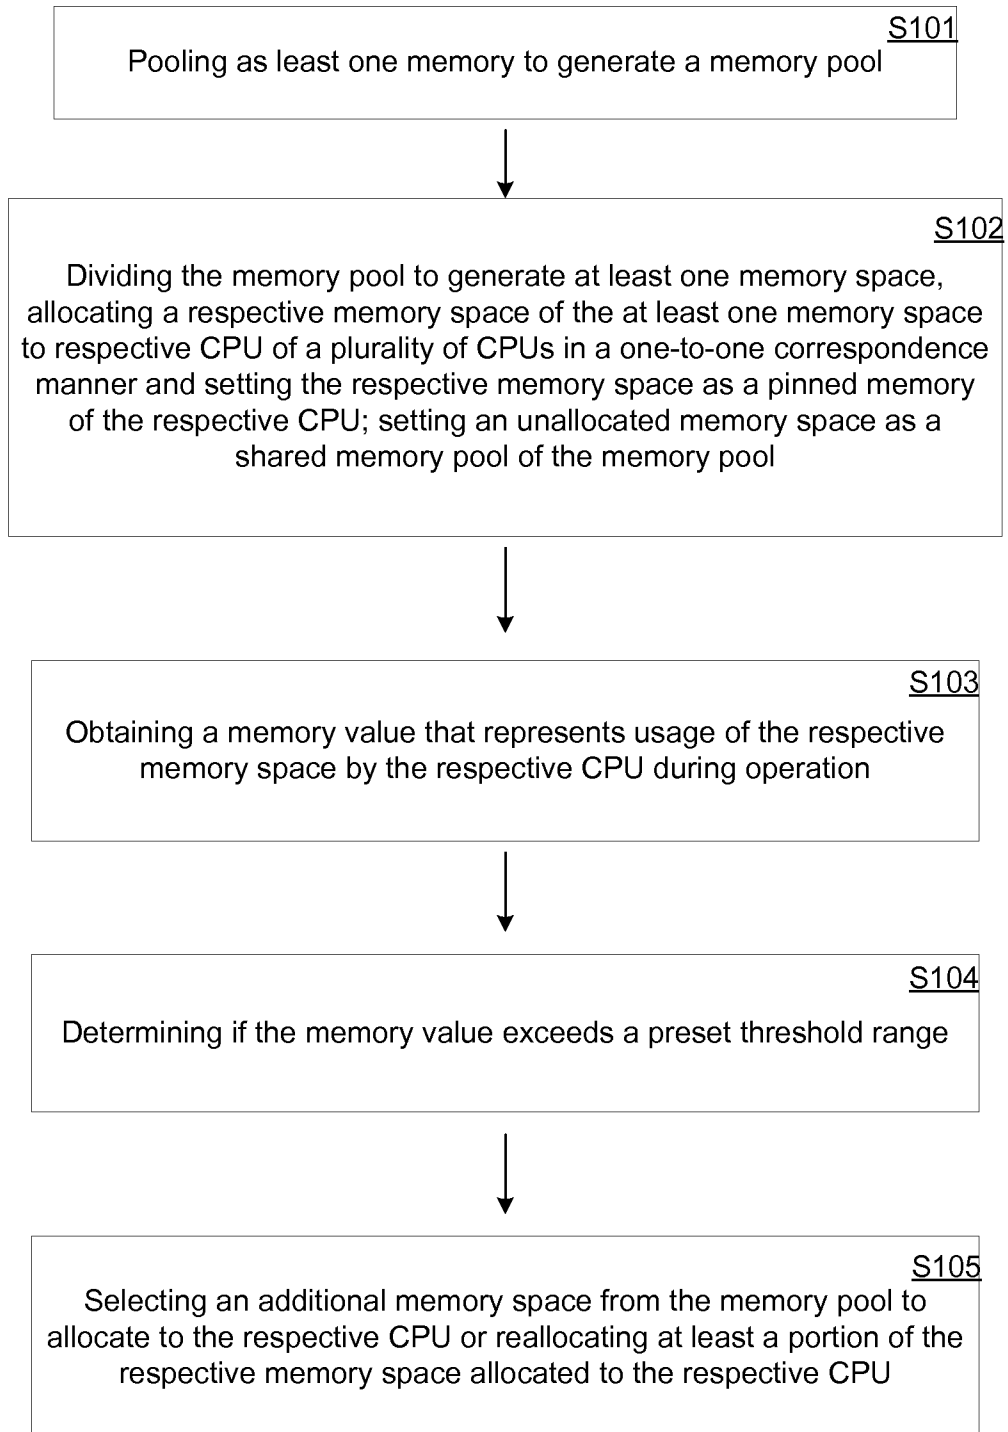 S101
Pooling as least one memory to generate a memory pool
S102
Dividing the memory pool to generate at least one memory space,
allocating a respective memory space of the at least one memory space
to respective CPU of a plurality of CPUs in a one-to-one correspondence
manner and setting the respective memory space as a pinned memory
of the respective CPU; setting an unallocated memory space as a
shared memory pool of the memory pool
S103
Obtaining a memory value that represents usage of the respective
memory space by the respective CPU during operation
S104
Determining if the memory value exceeds a preset threshold range
S105
Selecting an additional memory space from the memory pool to
allocate to the respective CPU or reallocating at least a portion of the
respective memory space allocated to the respective CPU